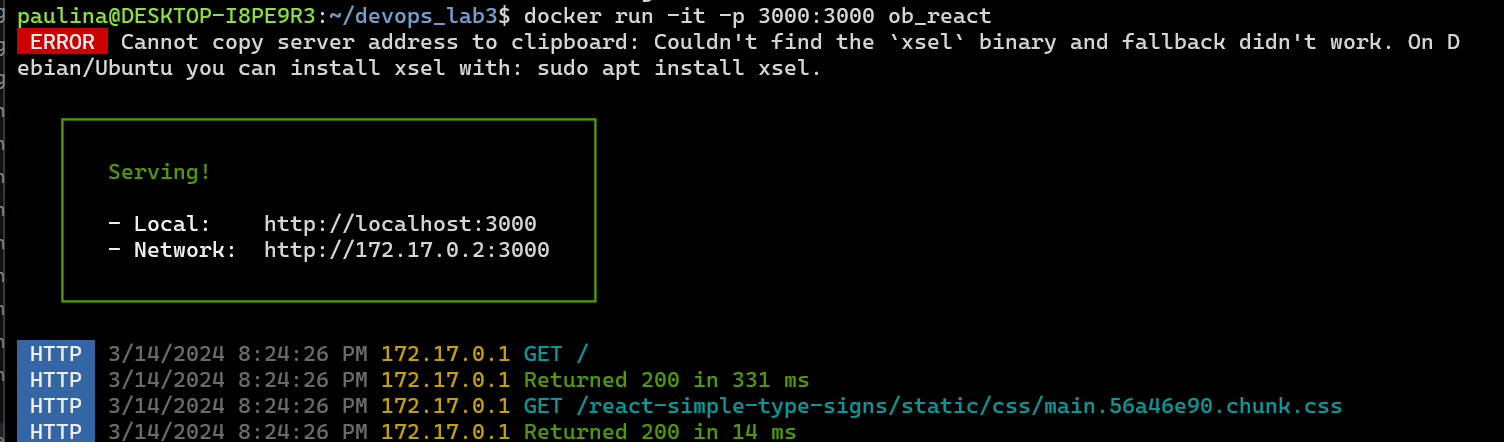 paulina@DESKTOP-I8PE9R3:~/devops_lab3$ docker run -it -p 3000:3000 ob_react
ERROR Cannot copy server address to clipboard: Couldn't find the `xsel` binary and fallback didn't work. On D
ebian/Ubuntu you can install xsel with: sudo apt install xsel.
Serving!
- Local: http://localhost:3000
- Network: http://172.17.0.2:3000
HTTP 3/14/2024 8:24:26 PM 172.17.0.1 GET /
HTTP 3/14/2024 8:24:26 PM 172.17.0.1 Returned 200 in 331 ms
HTTP 3/14/2024 8:24:26 PM 172.17.0.1 GET /react-simple-type-signs/static/css/main.56a46e90.chunk.css
HTTP 3/14/2024 8:24:26 PM 172.17.0.1 Returned 200 in 14 ms